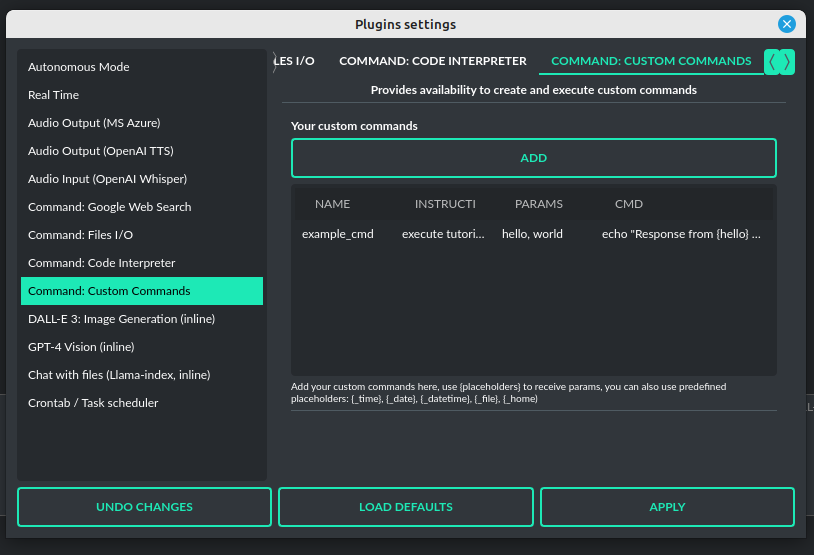 Plugins settings
Autonomous Mode
Real Time
Audio Output (MS Azure)
Audio Output (OpenAI TTS)
Audio Input (OpenAI Whisper)
Command: Google Web Search
Command: Files I/O
Command: Code Interpreter
Command: Custom Commands
DALL-E 3: Image Generation (inline)
GPT-4 Vision (inline)
Chat with files (Llama-index, inline)
Crontab / Task scheduler
LES I/O COMMAND: CODE INTERPRETER COMMAND: CUSTOM COMMANDS
Provides availability to create and execute custom commands
Your custom commands
ADD
NAME INSTRUCTI PARAMS CMD
example_cmd execute tutori... hello, world echo "Response from {hello} ...
Add your custom commands here, use {placeholders} to receive params, you can also use predefined
placeholders: {_time}, {_date}, {_datetime}, {_file}, {_home)
UNDO CHANGES LOAD DEFAULTS APPLY